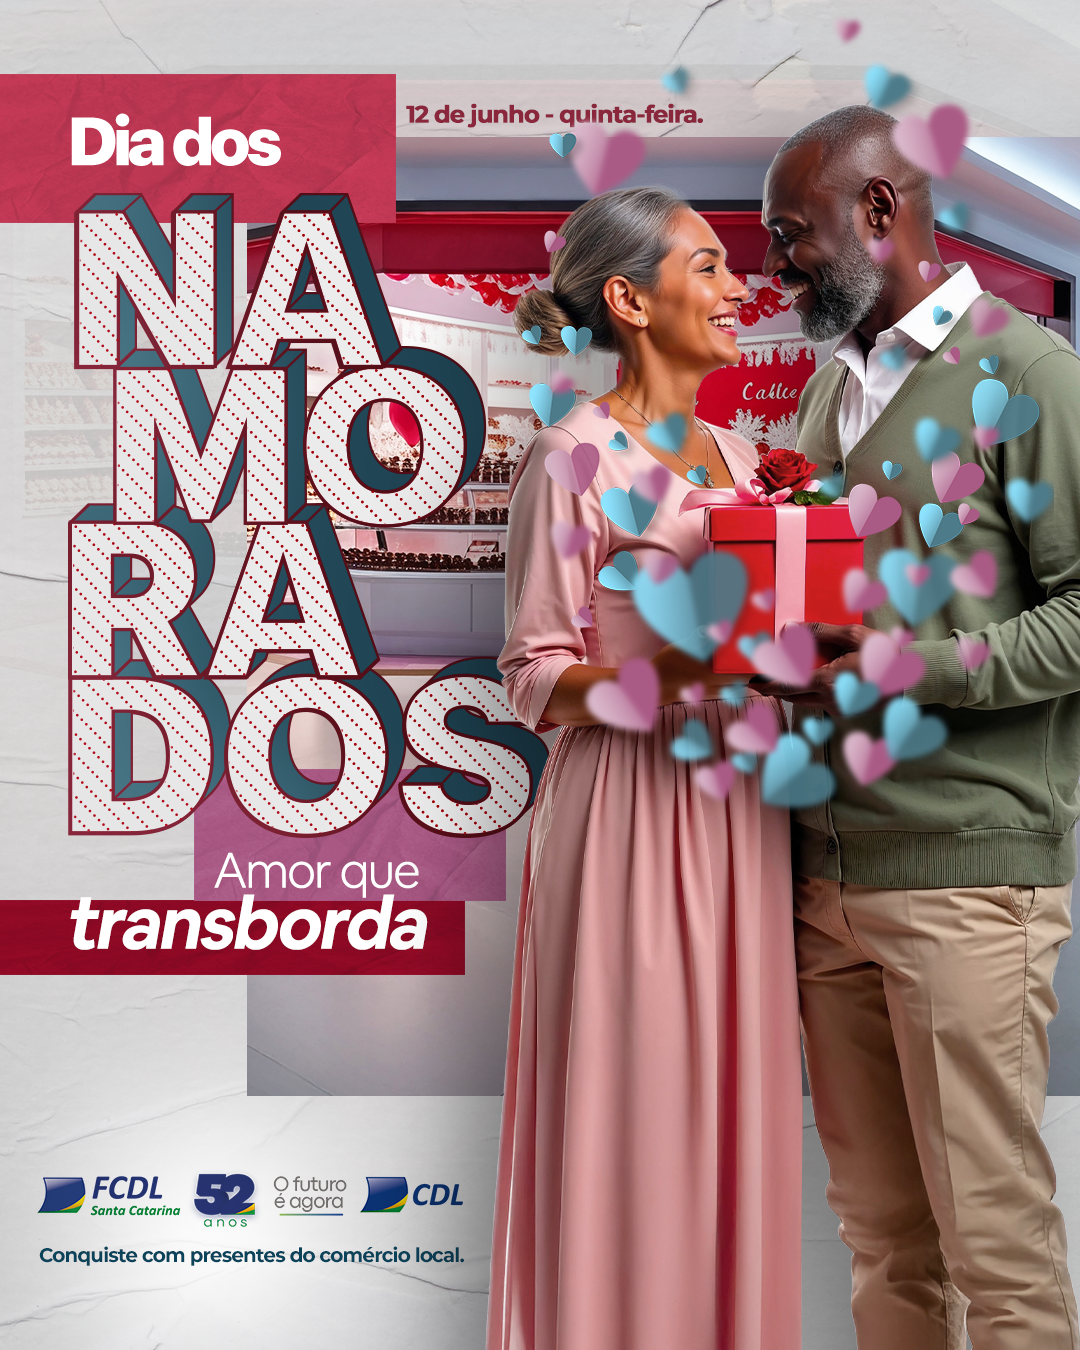 12 de junho - quinta-feira.
Dia dos
NA
MO
RA
DOS
Amor que
transborda
FCDL
Santa Catarina
52
anos
O futuro
é agora
CDL
Conquiste com presentes do comércio local.